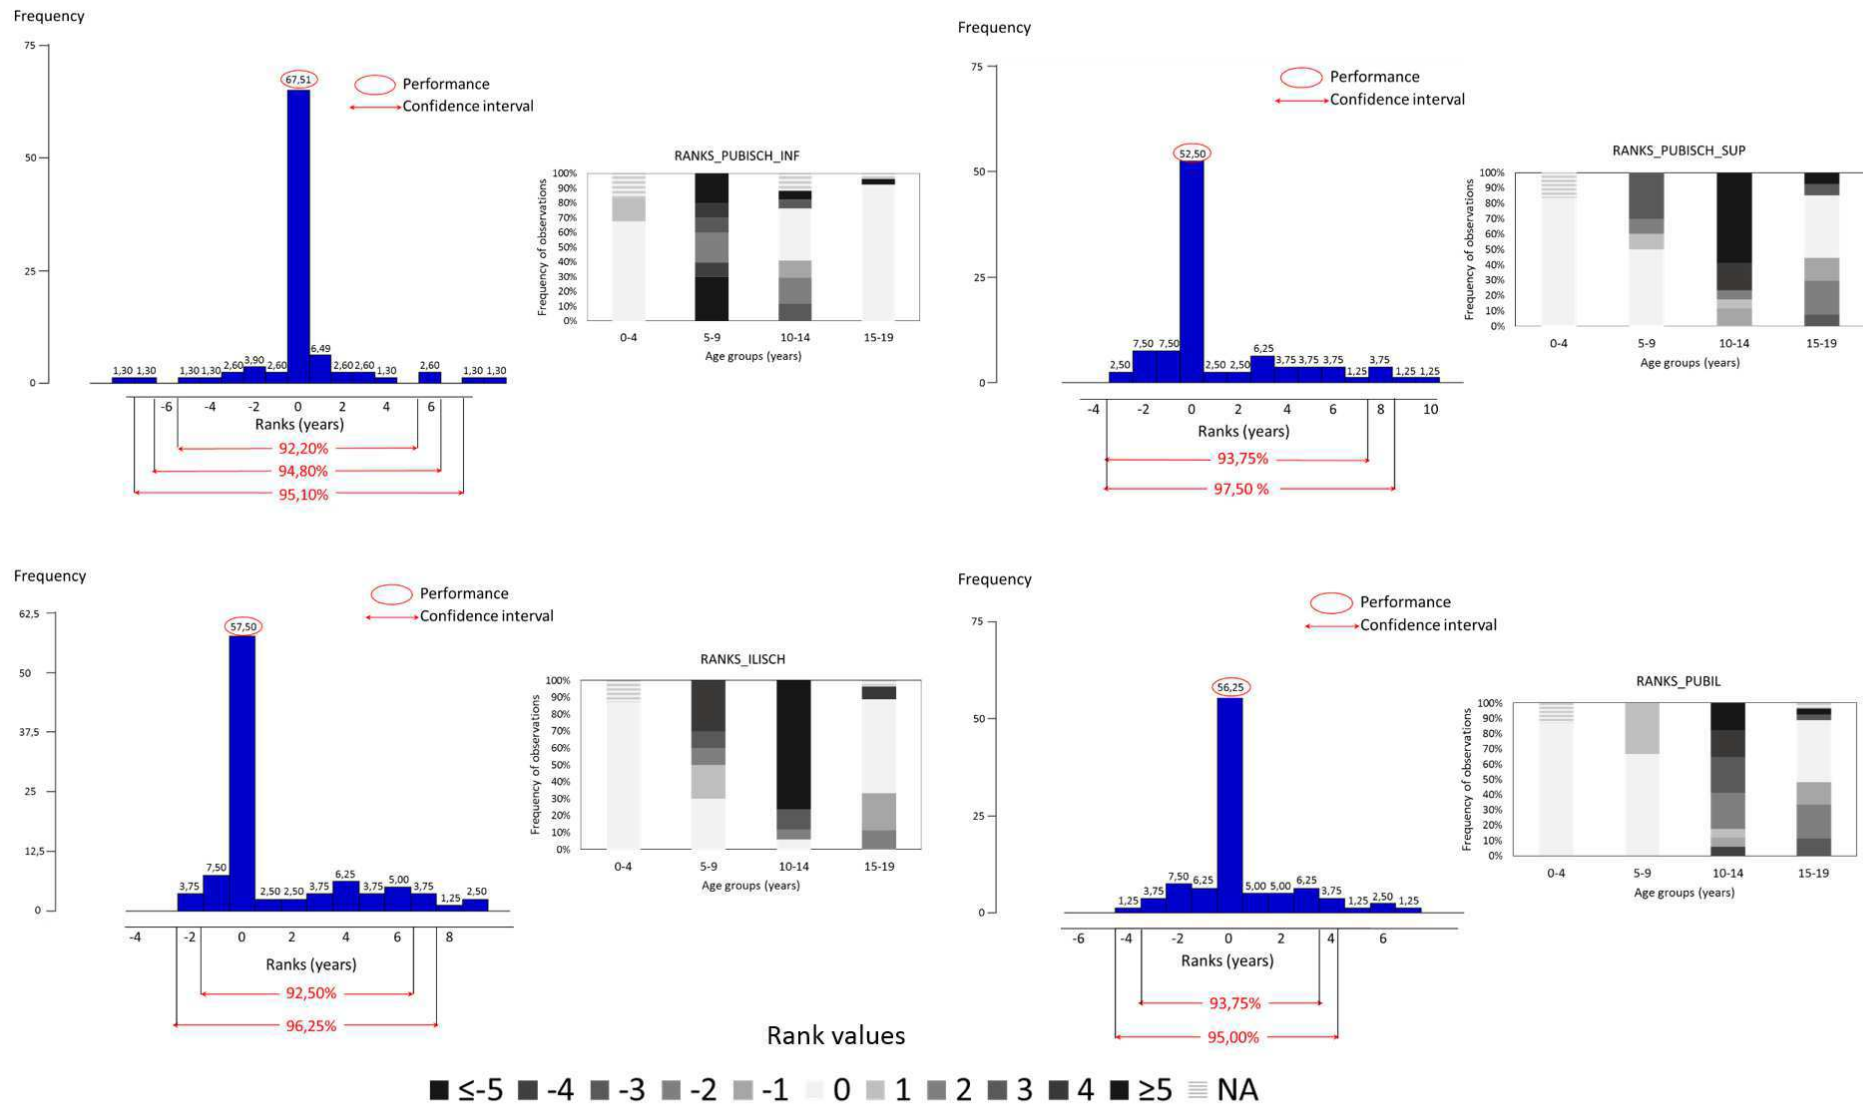 Frequency
75
50
25
0
67,51
1,30 1,30
1,30 1,30 2,60 3,90 2,60
6,49
2,60 2,60 1,30
2,60
1,30 1,30
-6 -4 -2 0 2 4 6
Ranks (years)
92,20%
94,80%
95,10%
Performance
Confidence interval
RANKS_PUBISCH_INF
Frequency of observations
100%
90%
80%
70%
60%
50%
40%
30%
20%
10%
0%
0-4 5-9 10-14 15-19
Age groups (years)
Frequency
75
50
25
0
52,50
2,50 7,50 7,50
2,50 2,50 6,25 3,75 3,75 3,75 1,25 3,75 1,25 1,25
-4 -2 0 2 4 6 8 10
Ranks (years)
93,75%
97,50 %
Performance
Confidence interval
RANKS_PUBISCH_SUP
Frequency of observations
100%
90%
80%
70%
60%
50%
40%
30%
20%
10%
0%
0-4 5-9 10-14 15-19
Age groups (years)
Frequency
62,5
50
37,5
25
12,5
0
57,50
3,75 7,50
2,50 2,50 3,75 6,25 3,75 5,00 3,75 1,25 2,50
-4 -2 0 2 4 6 8
Ranks (years)
92,50%
96,25%
Performance
Confidence interval
RANKS_ILISCH
Frequency of observations
100%
90%
80%
70%
60%
50%
40%
30%
20%
10%
0%
0-4 5-9 10-14 15-19
Age groups (years)
Frequency
75
50
25
0
56,25
1,25 3,75 7,50 6,25
5,00 5,00 6,25 3,75 1,25 2,50 1,25
-6 -4 -2 0 2 4 6
Ranks (years)
93,75%
95,00%
Performance
Confidence interval
RANKS_PUBIL
Frequency of observations
100%
90%
80%
70%
60%
50%
40%
30%
20%
10%
0%
0-4 5-9 10-14 15-19
Age groups (years)
Rank values
≤-5 -4 -3 -2 -1 0 1 2 3 4 ≥5 NA